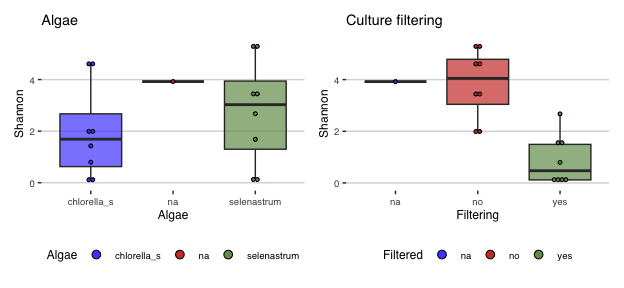 Algae
Shannon
4
2
0
chlorella_s na selenastrum
Algae
Algae chlorella_s na selenastrum
Culture filtering
Shannon
4
2
0
na no yes
Filtering
Filtered na no yes